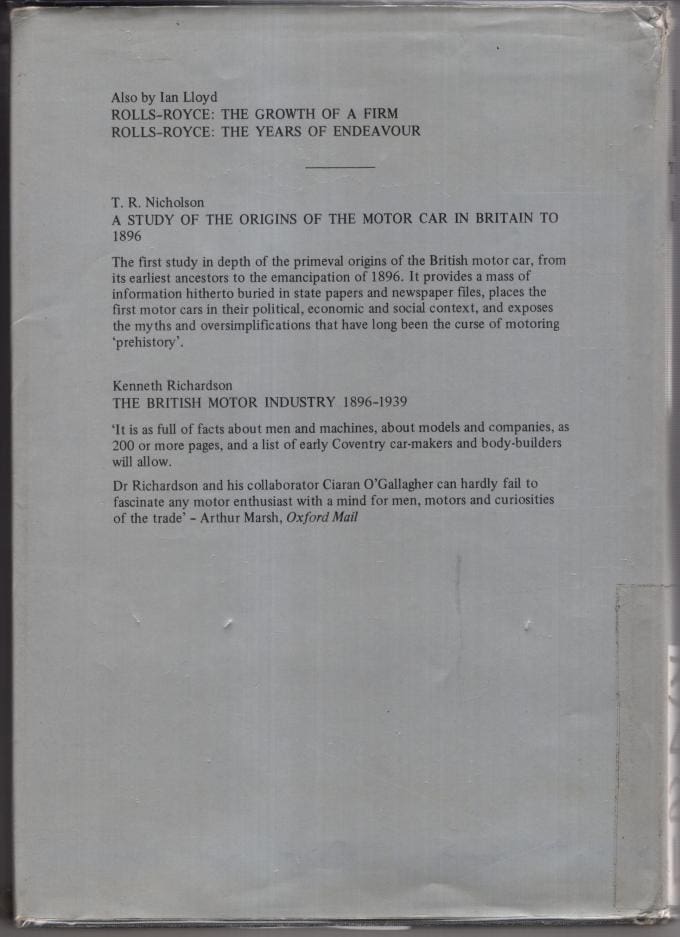 Also by Ian Lloyd
ROLLS-ROYCE: THE GROWTH OF A FIRM
ROLLS-ROYCE: THE YEARS OF ENDEAVOUR
T. R. Nicholson
A STUDY OF THE ORIGINS OF THE MOTOR CAR IN BRITAIN TO
1896
The first study in depth of the primeval origins of the British motor car, from
its earliest ancestors to the emancipation of 1896. It provides a mass of
information hitherto buried in state papers and newspaper files, places the
first motor cars in their political, economic and social context, and exposes
the myths and oversimplifications that have long been the curse of motoring
‘prehistory’.
Kenneth Richardson
THE BRITISH MOTOR INDUSTRY 1896–1939
‘It is as full of facts about men and machines, about models and companies, as
200 or more pages, and a list of early Coventry car-makers and body-builders
will allow.
Dr Richardson and his collaborator Ciaran O’Gallagher can hardly fail to
fascinate any motor enthusiast with a mind for men, motors and curiosities
of the trade’ – Arthur Marsh, Oxford Mail